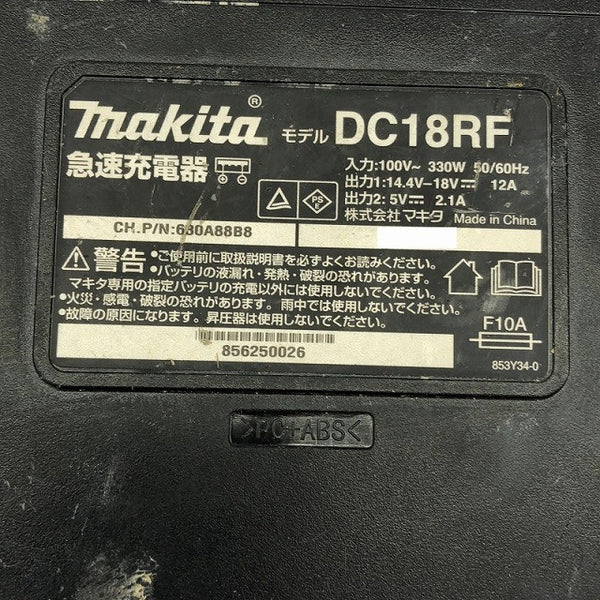 makita® モデル DC18RF
急速充電器
入力:100V~ 330W 50/60Hz
出力1:14.4V-18V⎓ 12A
出力2: 5V⎓ 2.1A
株式会社マキタ Made in China
PS
E
CH.P/N:630A88B8
警告 •ご使用前に取扱説明書を必ずよくお読みください。
•バッテリの液漏れ・発熱・破裂の恐れがあります。
マキタ専用の指定バッテリの充電以外には使用しないでください。
•火災・感電・破裂の恐れがあります。雨中では使用しないでください。
•故障の原因になります。昇圧器は使用しないでください。
F10A
853Y34-0
856250026
>PC+ABS<